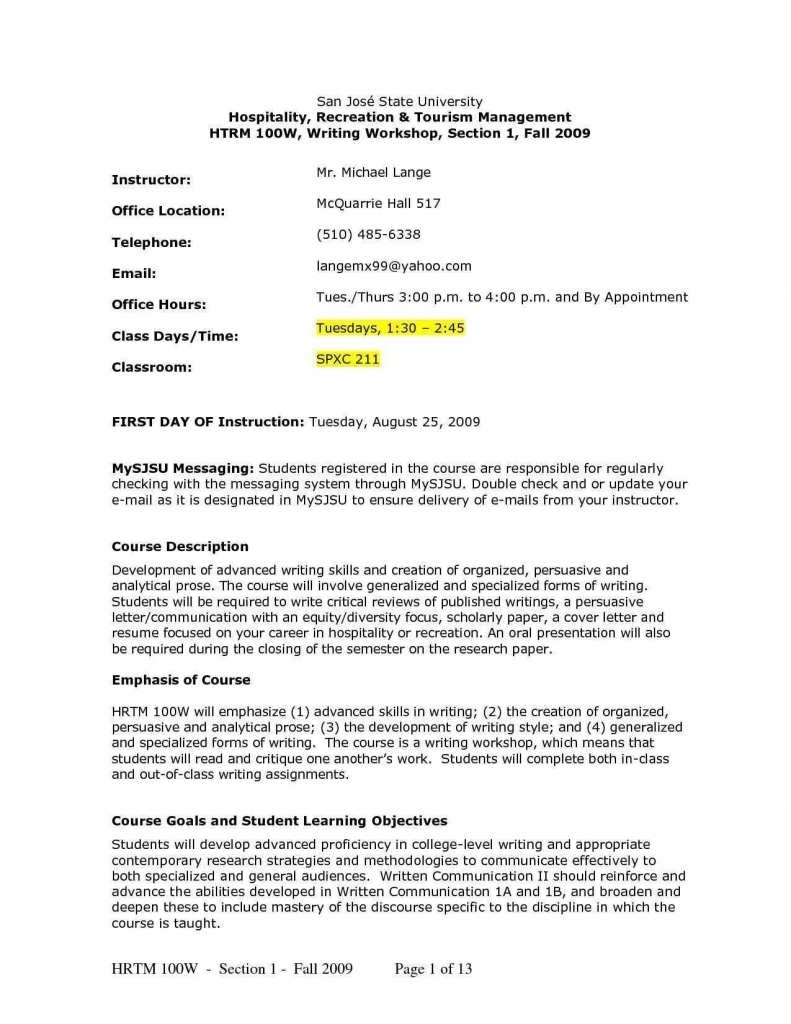 San José State University
Hospitality, Recreation & Tourism Management
HTRM 100W, Writing Workshop, Section 1, Fall 2009
Instructor: Mr. Michael Lange
Office Location: McQuarrie Hall 517
Telephone: (510) 485-6338
Email: langemx99@yahoo.com
Office Hours: Tues./Thurs 3:00 p.m. to 4:00 p.m. and By Appointment
Class Days/Time: Tuesdays, 1:30 – 2:45
Classroom: SPXC 211
FIRST DAY OF Instruction: Tuesday, August 25, 2009
MySJSU Messaging: Students registered in the course are responsible for regularly
checking with the messaging system through MySJSU. Double check and or update your
e-mail as it is designated in MySJSU to ensure delivery of e-mails from your instructor.
Course Description
Development of advanced writing skills and creation of organized, persuasive and
analytical prose. The course will involve generalized and specialized forms of writing.
Students will be required to write critical reviews of published writings, a persuasive
letter/communication with an equity/diversity focus, scholarly paper, a cover letter and
resume focused on your career in hospitality or recreation. An oral presentation will also
be required during the closing of the semester on the research paper.
Emphasis of Course
HRTM 100W will emphasize (1) advanced skills in writing; (2) the creation of organized,
persuasive and analytical prose; (3) the development of writing style; and (4) generalized
and specialized forms of writing.  The course is a writing workshop, which means that
students will read and critique one another’s work.  Students will complete both in-class
and out-of-class writing assignments.
Course Goals and Student Learning Objectives
Students will develop advanced proficiency in college-level writing and appropriate
contemporary research strategies and methodologies to communicate effectively to
both specialized and general audiences.  Written Communication II should reinforce and
advance the abilities developed in Written Communication 1A and 1B, and broaden and
deepen these to include mastery of the discourse specific to the discipline in which the
course is taught.
HRTM 100W  -  Section 1 -  Fall 2009          Page 1 of 13